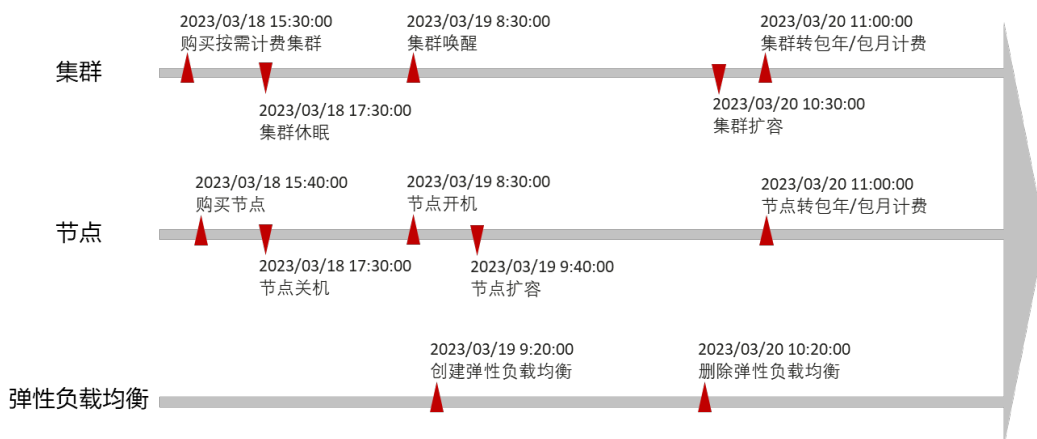 2023/03/18 15:30:00
购买按需计费集群
2023/03/19 8:30:00
集群唤醒
2023/03/20 11:00:00
集群转包年/包月计费
集群
2023/03/18 17:30:00
集群休眠
2023/03/20 10:30:00
集群扩容
2023/03/18 15:40:00
购买节点
2023/03/19 8:30:00
节点开机
2023/03/20 11:00:00
节点转包年/包月计费
节点
2023/03/18 17:30:00
节点关机
2023/03/19 9:40:00
节点扩容
2023/03/19 9:20:00
创建弹性负载均衡
2023/03/20 10:20:00
删除弹性负载均衡
弹性负载均衡